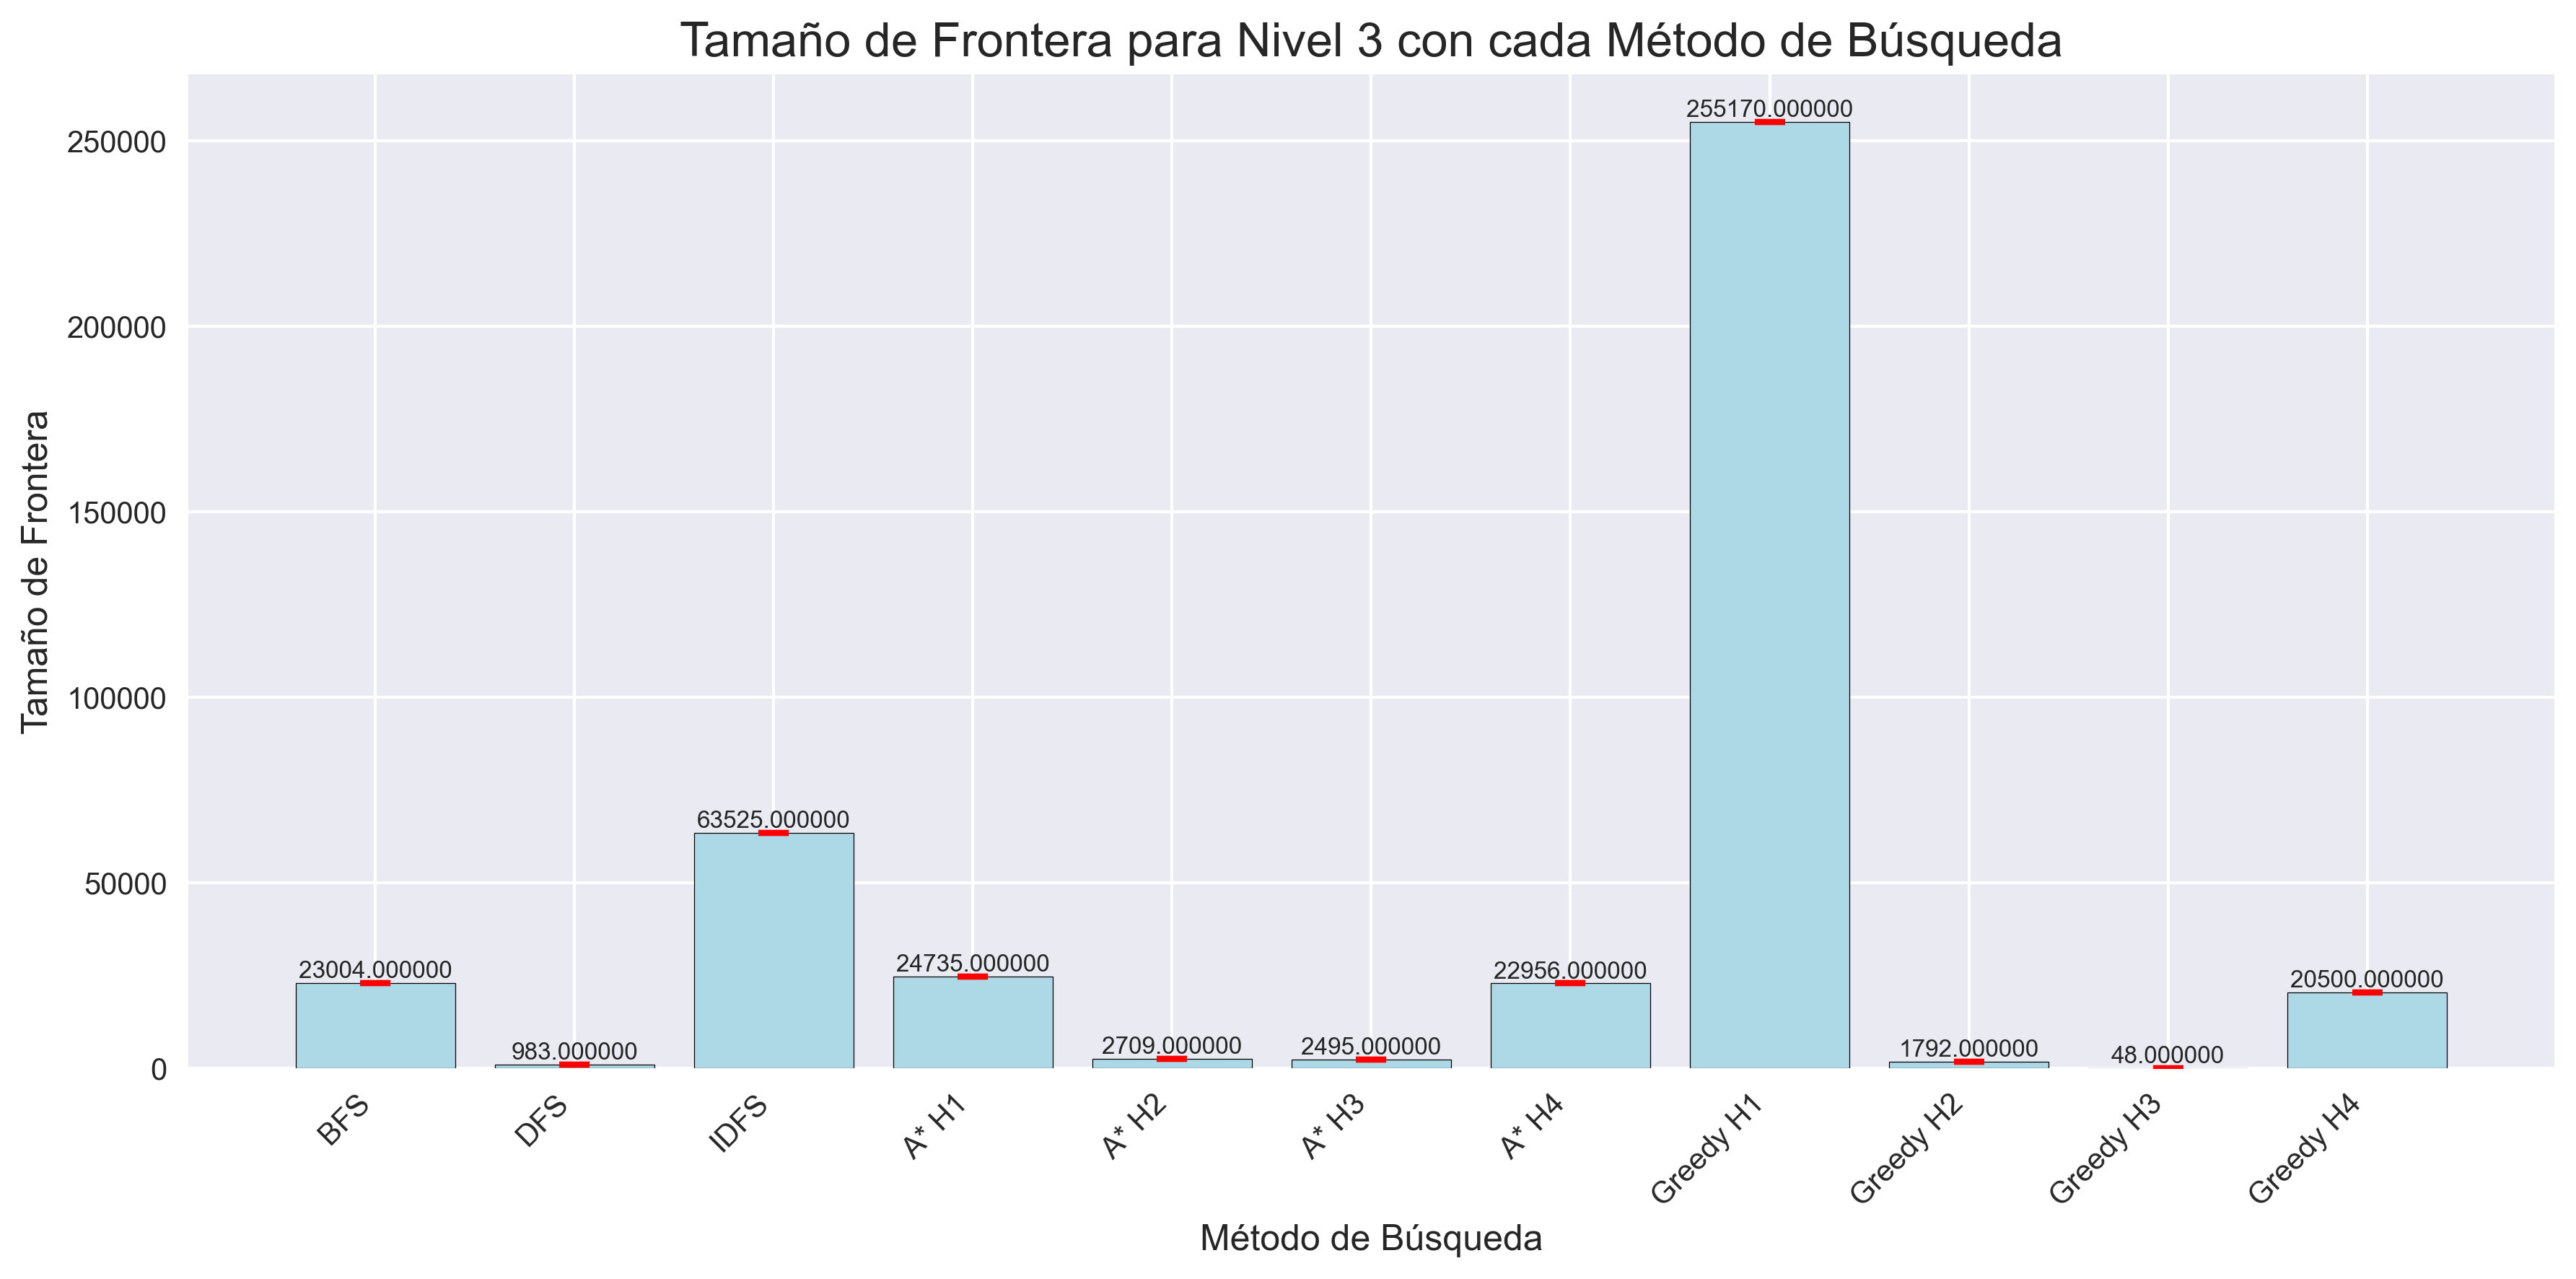 Tamaño de Frontera para Nivel 3 con cada Método de Búsqueda
Tamaño de Frontera
250000
200000
150000
100000
50000
0
23004.000000
983.000000
63525.000000
24735.000000
2709.000000
2495.000000
22956.000000
255170.000000
1792.000000
48.000000
20500.000000
BFS
DFS
IDFS
A* H1
A* H2
A* H3
A* H4
Greedy H1
Greedy H2
Greedy H3
Greedy H4
Método de Búsqueda